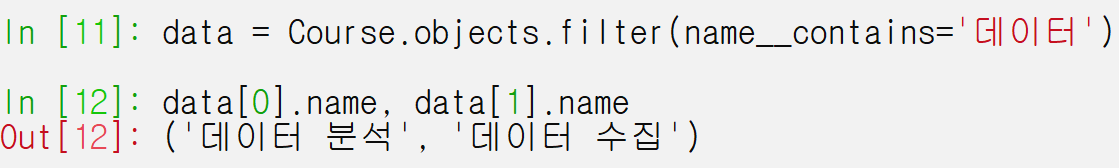 In [11]: data = Course.objects.filter(name__contains='데이터')
In [12]: data[0].name, data[1].name
Out[12]: ('데이터 분석', '데이터 수집')